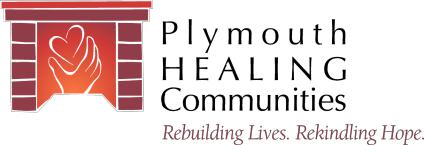 Plymouth
HEALING
Communities
Rebuilding Lives. Rekindling Hope.